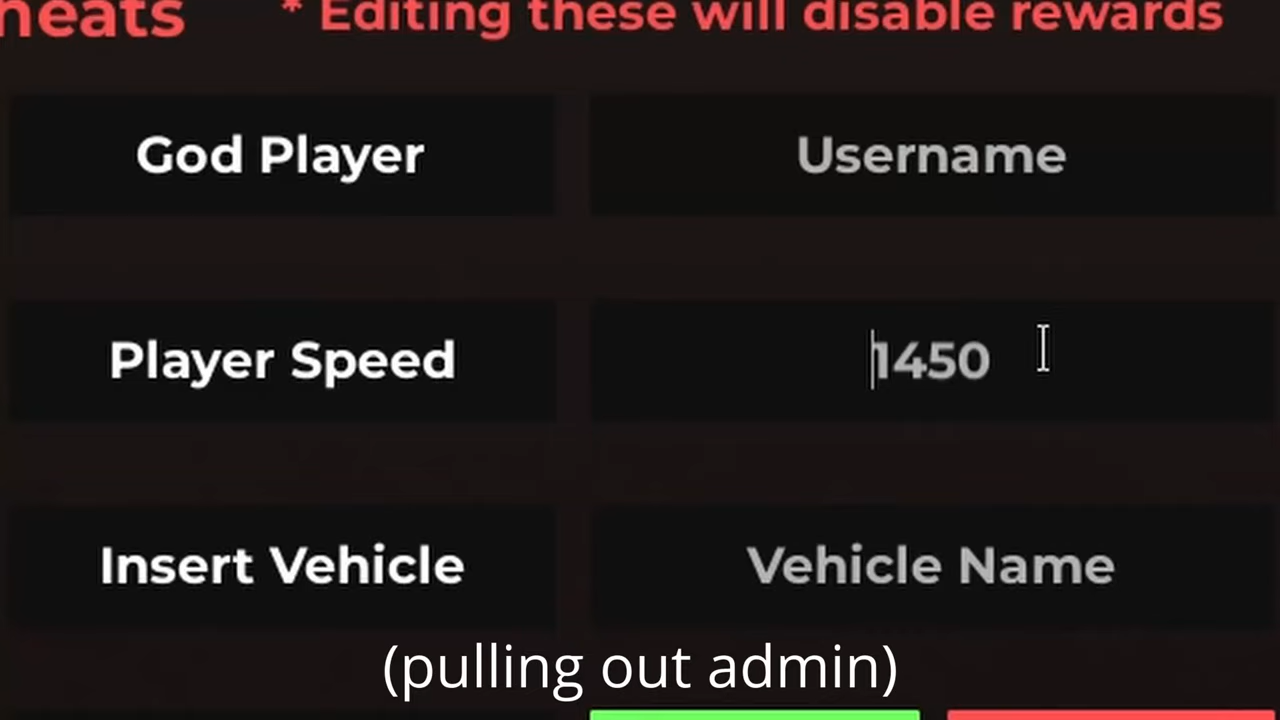 heats * Editing these will disable rewards
God Player Username
Player Speed 1450
Insert Vehicle Vehicle Name
(pulling out admin)